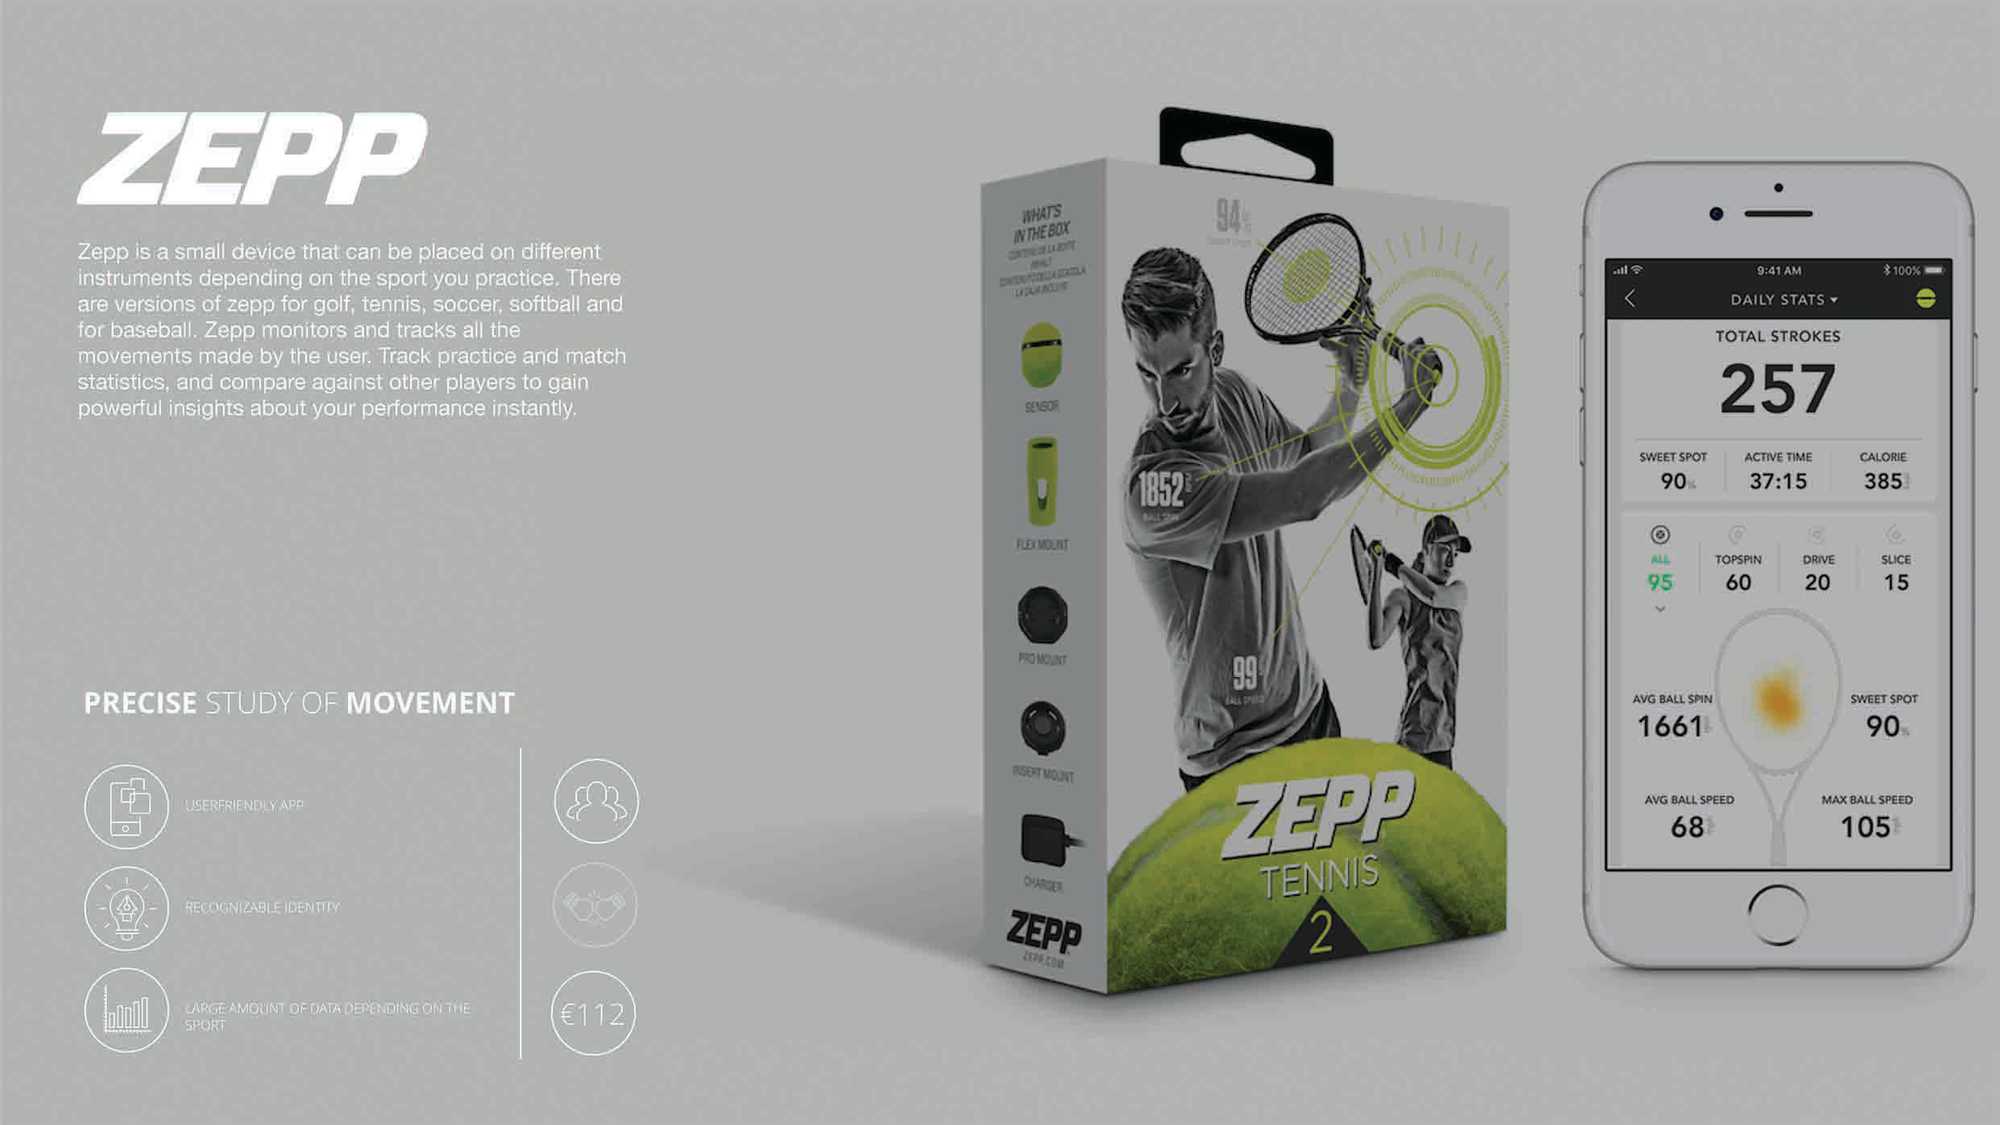 ZEPP
Zepp is a small device that can be placed on different
instruments depending on the sport you practice. There
are versions of zepp for golf, tennis, soccer, softball and
for baseball. Zepp monitors and tracks all the
movements made by the user. Track practice and match
statistics, and compare against other players to gain
powerful insights about your performance instantly.
PRECISE STUDY OF MOVEMENT
USERFRIENDLY APP
RECOGNIZABLE IDENTITY
LARGE AMOUNT OF DATA DEPENDING ON THE
SPORT
€112
WHAT'S
IN THE BOX
SENSOR
FLEX MOUNT
PRO MOUNT
INSERT MOUNT
CHARGER
ZEPP
ZEPP.COM
94
1852
BALL SPIN
99
BALL SPEED
ZEPP
TENNIS
2
9:41 AM
100%
DAILY STATS
TOTAL STROKES
257
SWEET SPOT
ACTIVE TIME
CALORIE
90%
37:15
385
ALL
TOPSPIN
DRIVE
SLICE
95
60
20
15
AVG BALL SPIN
SWEET SPOT
1661
90%
AVG BALL SPEED
MAX BALL SPEED
68
105